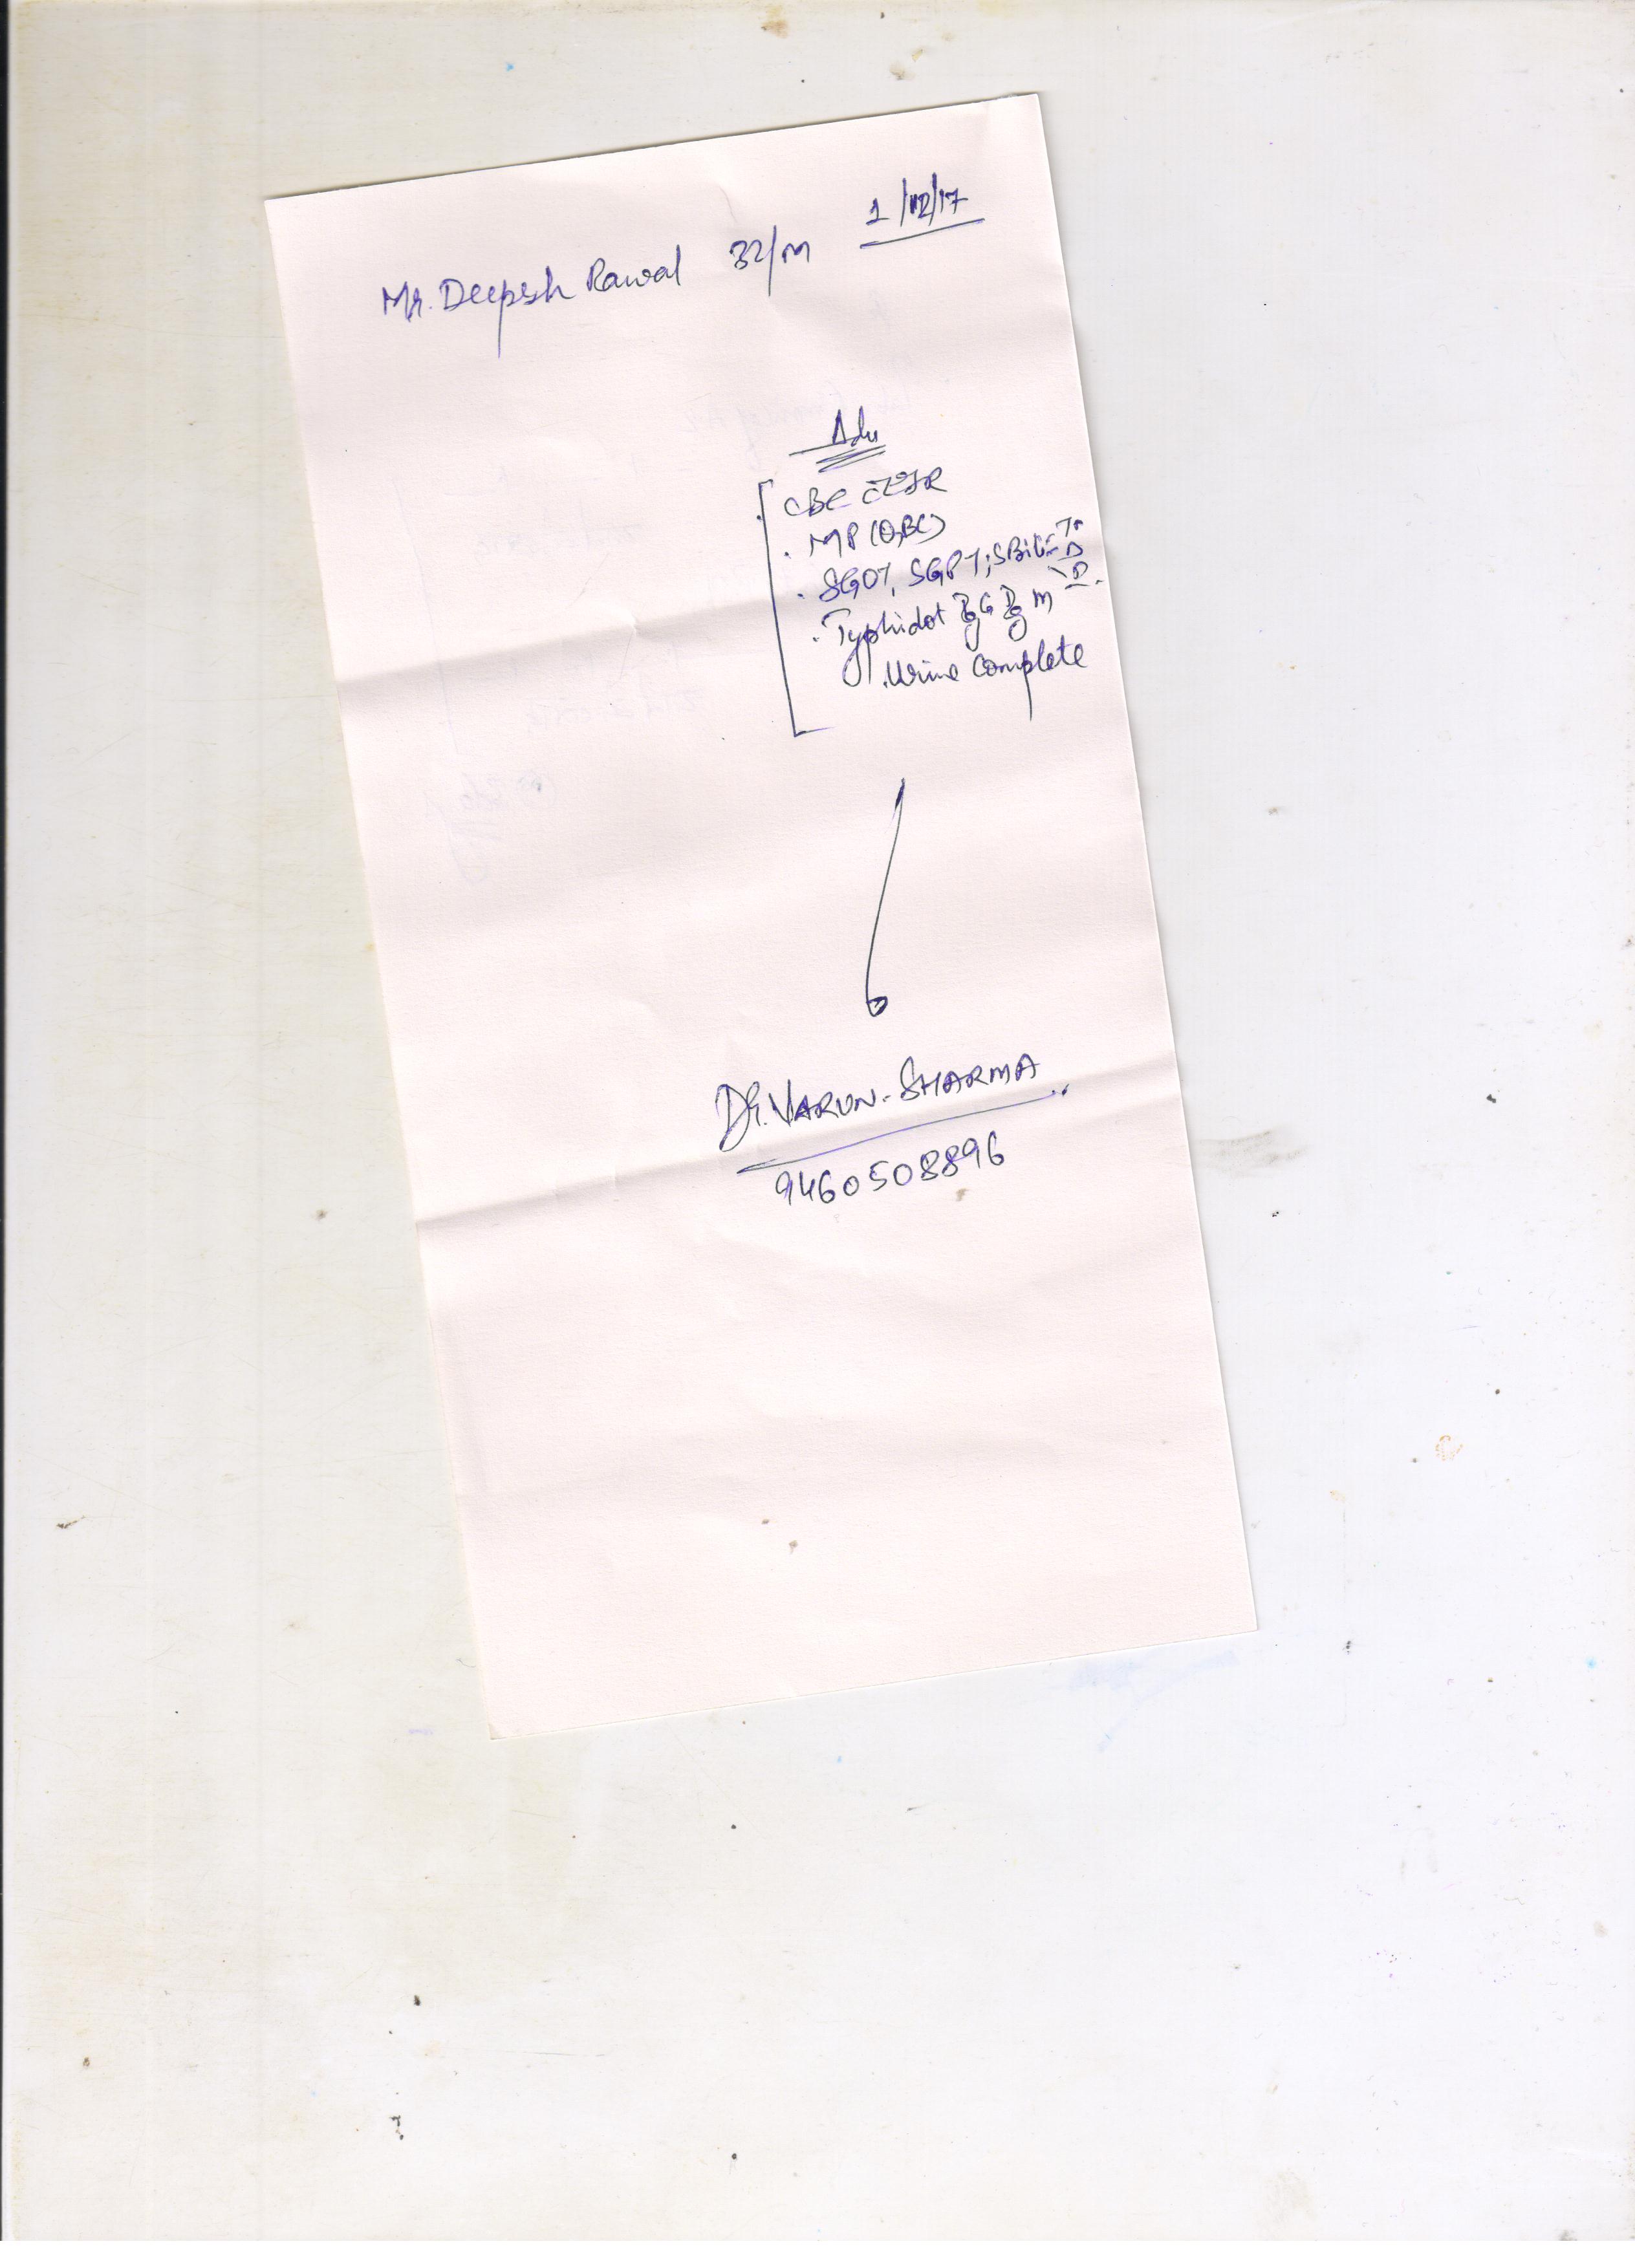 1/12/17
Mr. Deepesh Rawal 32/M
Adv
CBC c̄ ESR
. MP (QBC)
. SGOT, SGPT; SBil T
D
. Typhidot IgG IgM
. Urine Complete
Dr. VARUN. SHARMA
9460508896